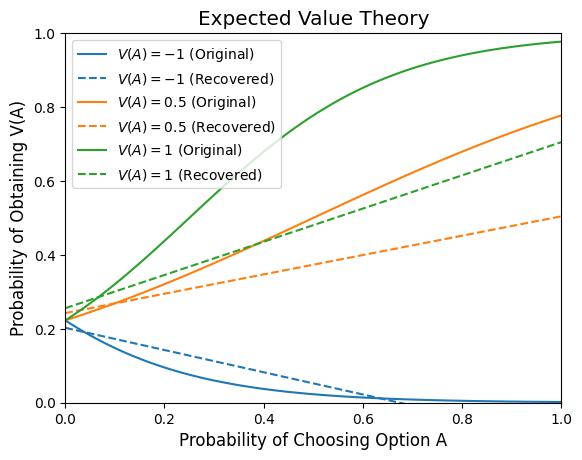 Expected Value Theory
Probability of Obtaining V(A)
1.0
0.8
0.6
0.4
0.2
0.0
V(A) = −1 (Original)
V(A) = −1 (Recovered)
V(A) = 0.5 (Original)
V(A) = 0.5 (Recovered)
V(A) = 1 (Original)
V(A) = 1 (Recovered)
0.0 0.2 0.4 0.6 0.8 1.0
Probability of Choosing Option A